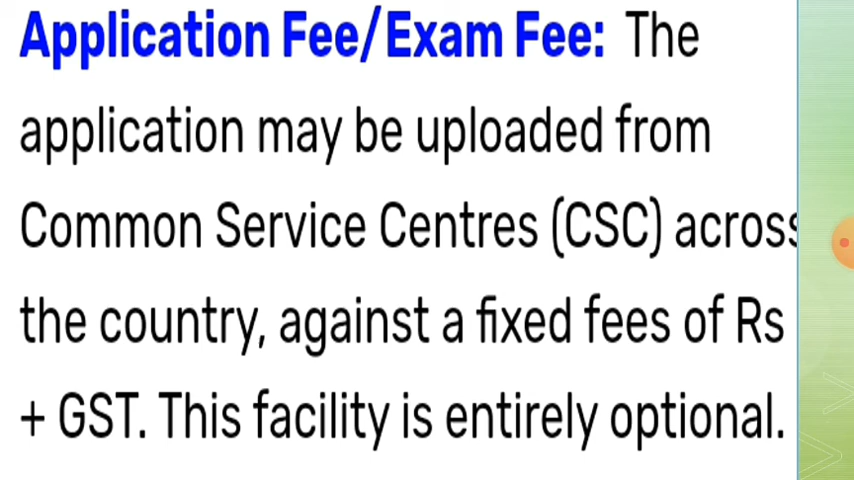 Application Fee/Exam Fee: The
application may be uploaded from
Common Service Centres (CSC) across
the country, against a fixed fees of Rs
+ GST. This facility is entirely optional.